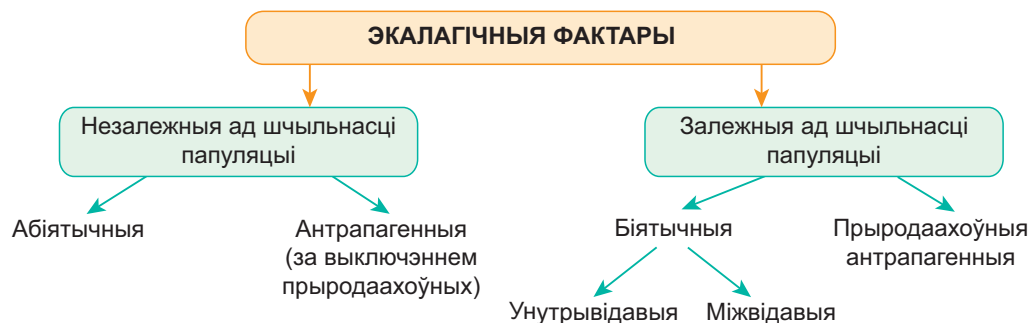 ЭКАЛАГІЧНЫЯ ФАКТАРЫ
Незалежныя ад шчыльнасці
папуляцыі
Залежныя ад шчыльнасці
папуляцыі
Абіятычныя
Антрапагенныя
(за выключэннем
прыродаахоўных)
Біятычныя
Прыродаахоўныя
антрапагенныя
Унутрывідавыя
Міжвідавыя